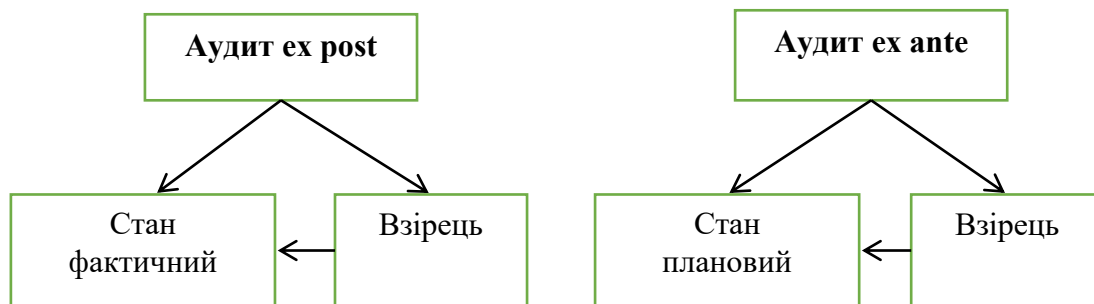 Аудит ex post
Аудит ex ante
Стан
фактичний
Взірець
Стан
плановий
Взірець